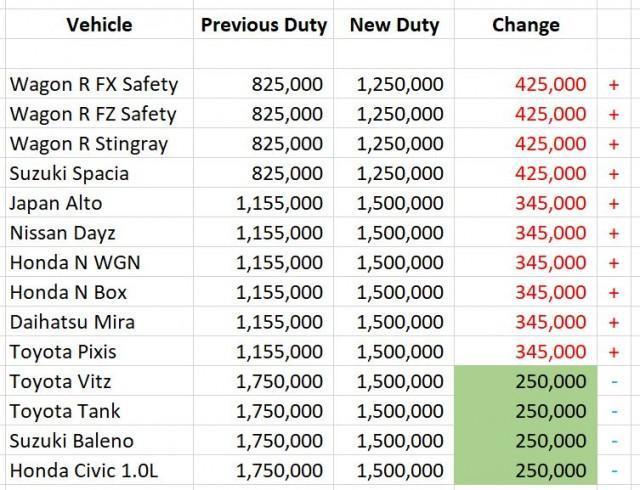 Vehicle Previous Duty New Duty Change
Wagon R FX Safety 825,000 1,250,000 425,000 +
Wagon R FZ Safety 825,000 1,250,000 425,000 +
Wagon R Stingray 825,000 1,250,000 425,000 +
Suzuki Spacia 825,000 1,250,000 425,000 +
Japan Alto 1,155,000 1,500,000 345,000 +
Nissan Dayz 1,155,000 1,500,000 345,000 +
Honda N WGN 1,155,000 1,500,000 345,000 +
Honda N Box 1,155,000 1,500,000 345,000 +
Daihatsu Mira 1,155,000 1,500,000 345,000 +
Toyota Pixis 1,155,000 1,500,000 345,000 +
Toyota Vitz 1,750,000 1,500,000 250,000 -
Toyota Tank 1,750,000 1,500,000 250,000 -
Suzuki Baleno 1,750,000 1,500,000 250,000 -
Honda Civic 1.0L 1,750,000 1,500,000 250,000 -